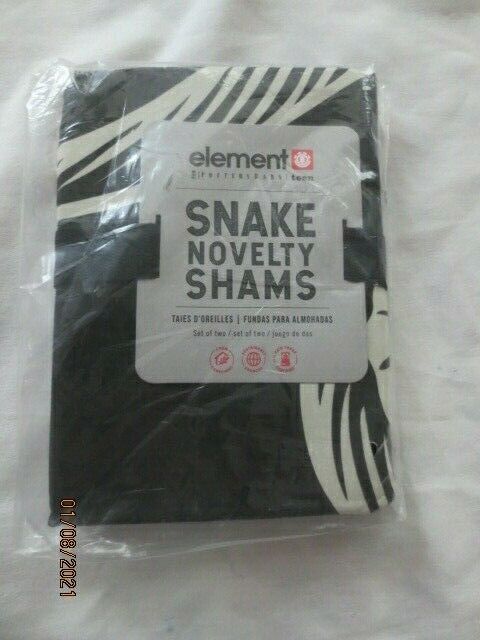 element
POTTERYBARN teen
SNAKE
NOVELTY
SHAMS
TAIES D'OREILLES | FUNDAS PARA ALMOHADAS
Set of two / set of two / juego de dos
01/08/2021